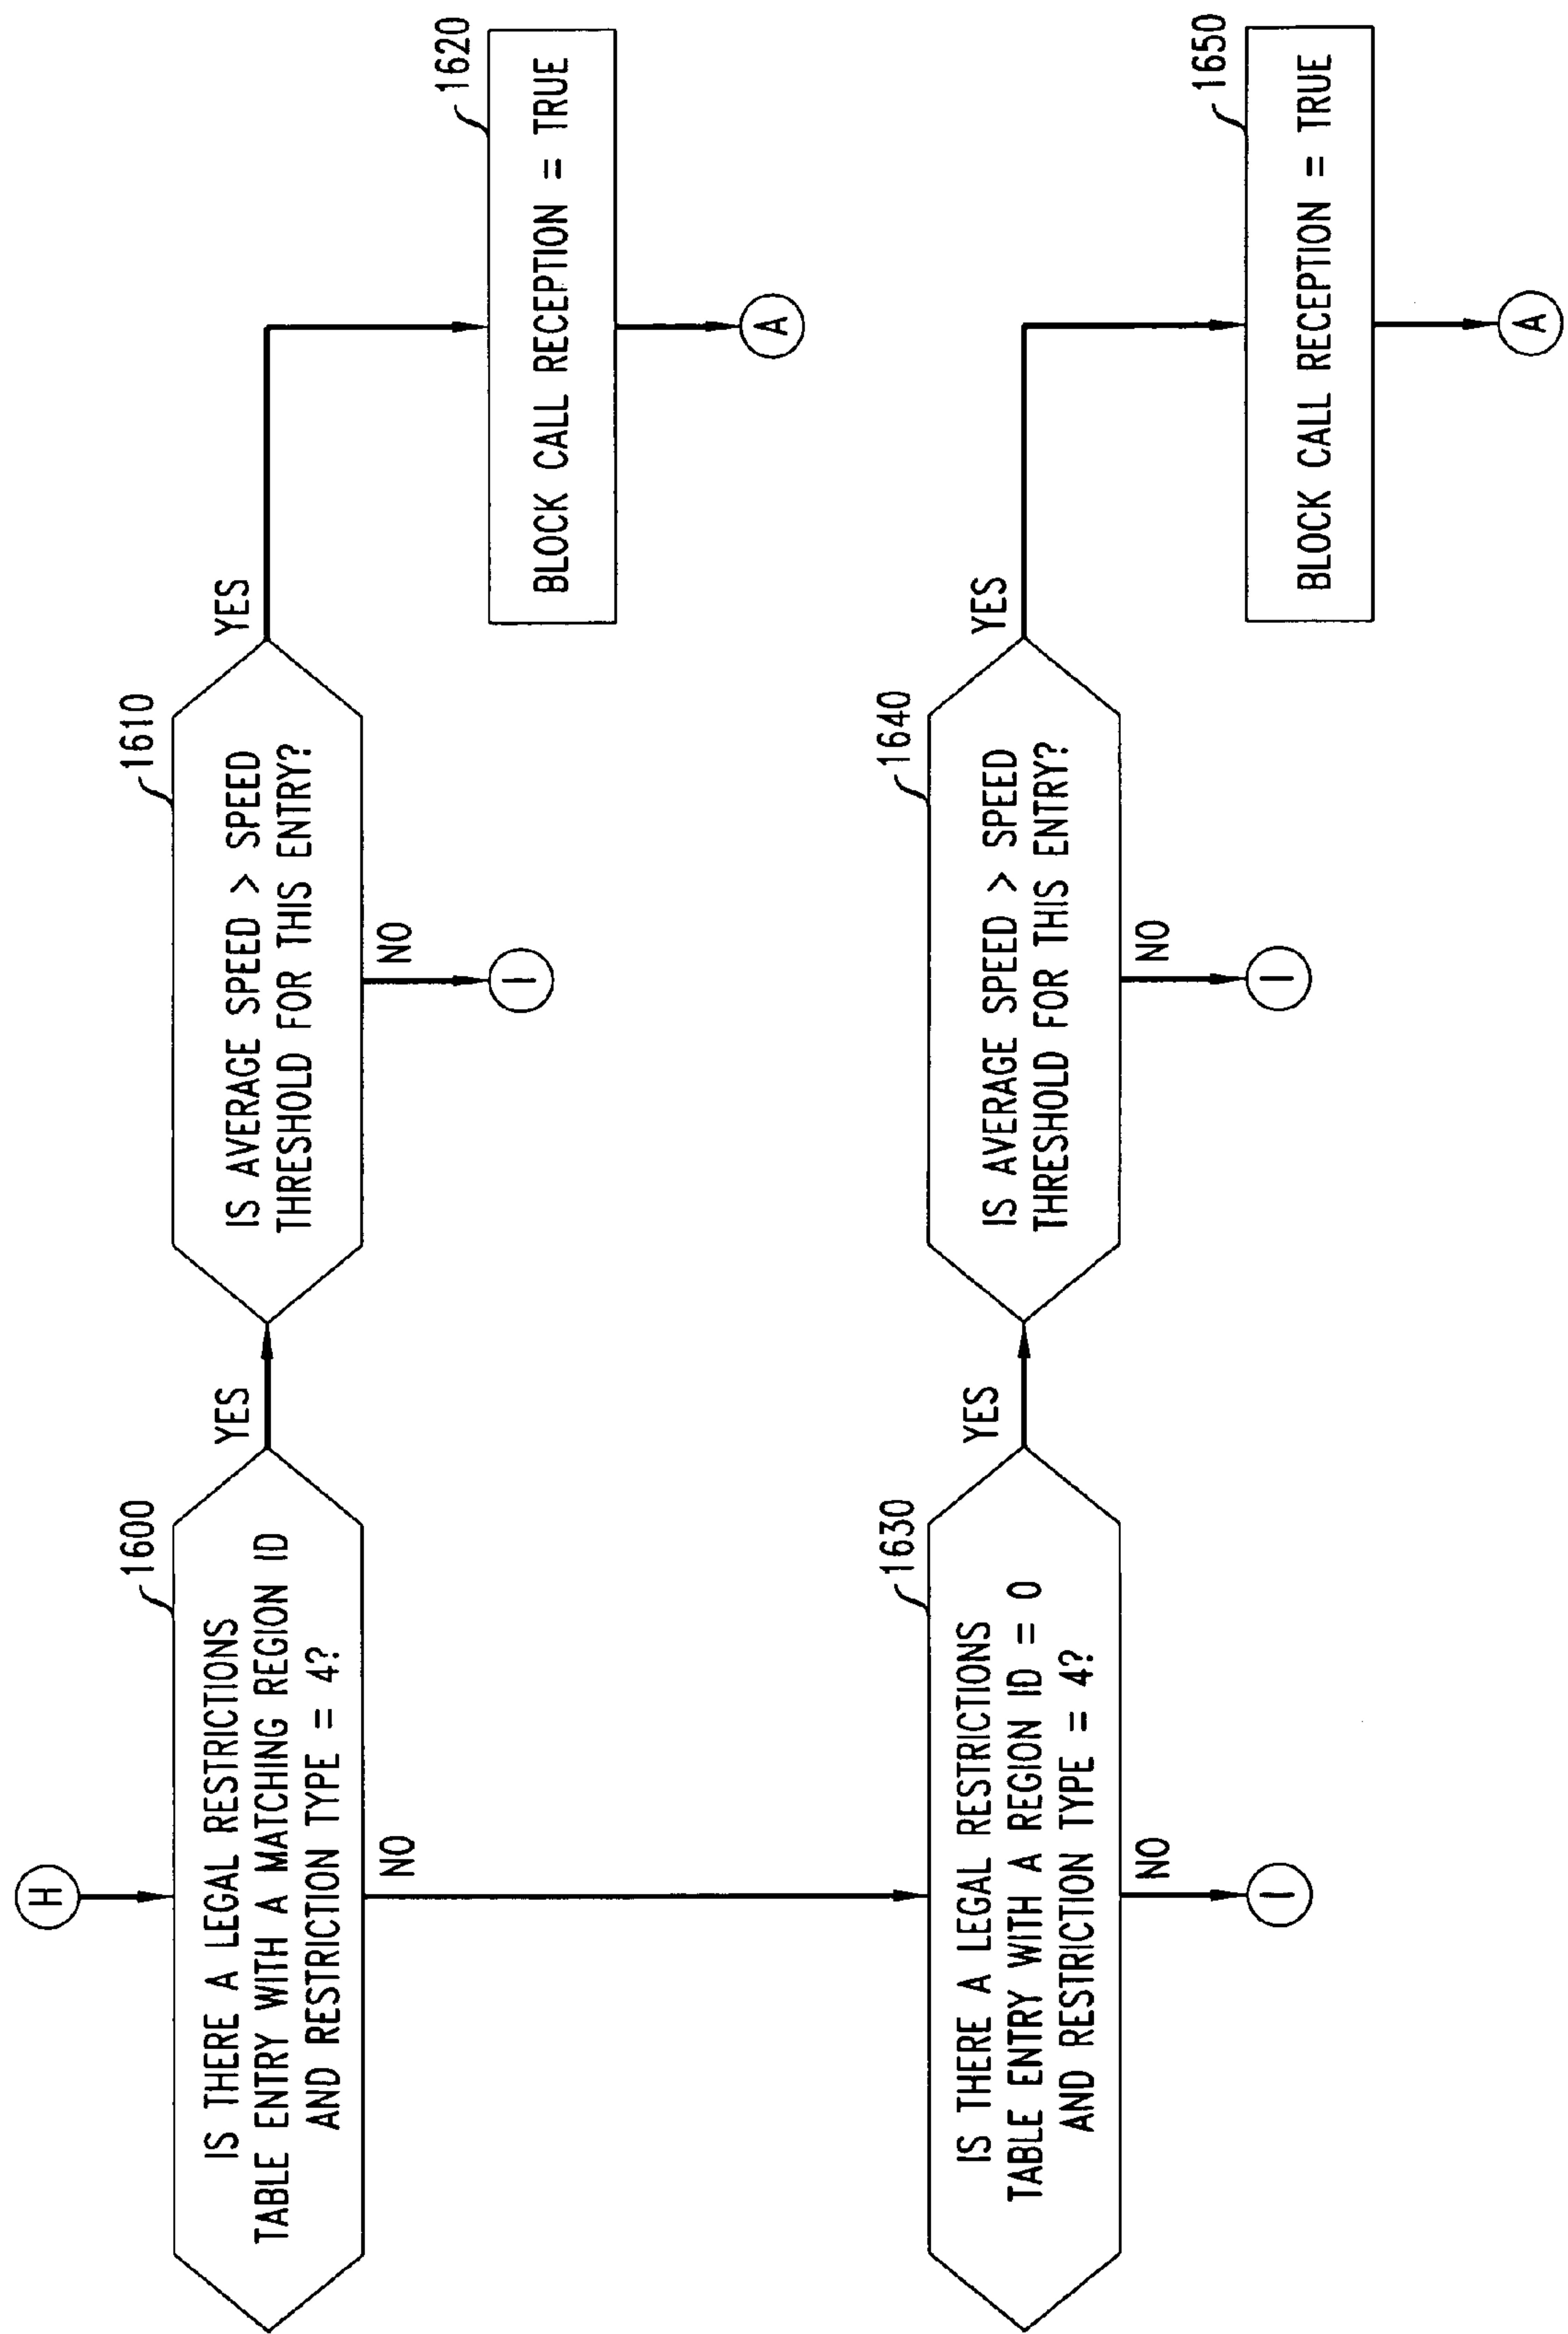 H
1600
IS THERE A LEGAL RESTRICTIONS
TABLE ENTRY WITH A MATCHING REGION ID
AND RESTRICTION TYPE = 4?
YES
NO
1610
IS AVERAGE SPEED > SPEED
THRESHOLD FOR THIS ENTRY?
YES
NO
I
1620
BLOCK CALL RECEPTION = TRUE
A
1630
IS THERE A LEGAL RESTRICTIONS
TABLE ENTRY WITH A REGION ID = 0
AND RESTRICTION TYPE = 4?
YES
NO
I
1640
IS AVERAGE SPEED > SPEED
THRESHOLD FOR THIS ENTRY?
YES
NO
I
1650
BLOCK CALL RECEPTION = TRUE
A